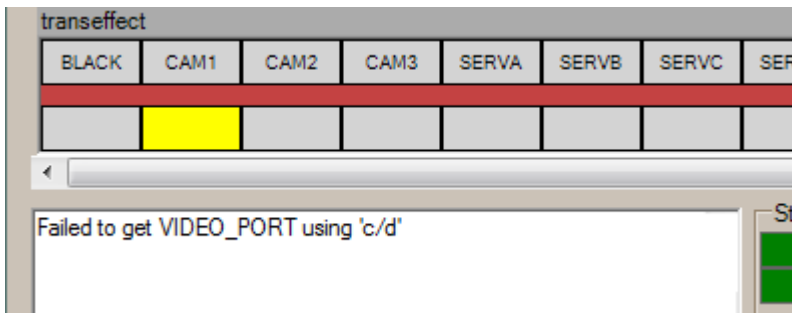 transeffect
BLACK CAM1 CAM2 CAM3 SERVA SERVB SERVC
Failed to get VIDEO_PORT using 'c/d'